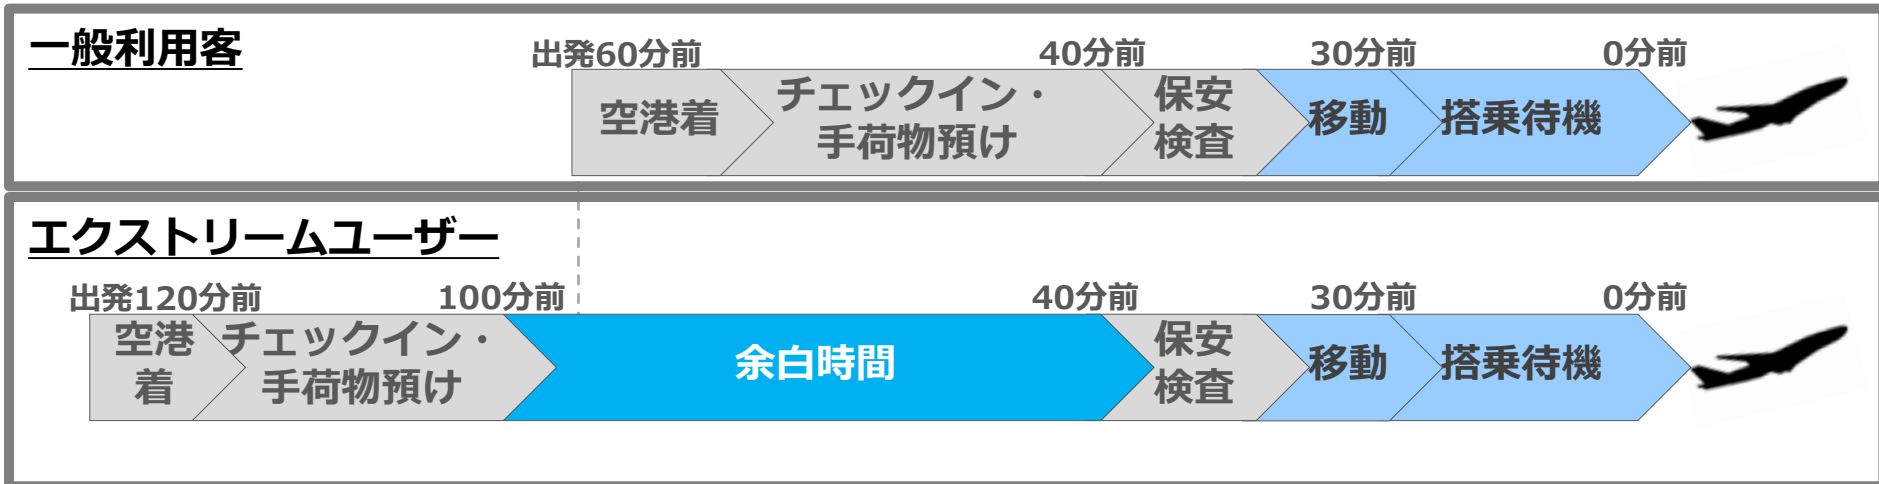 一般利用客
出発60分前
40分前
30分前
0分前
空港着
チェックイン・
手荷物預け
保安
検査
移動
搭乗待機
エクストリームユーザー
出発120分前
100分前
40分前
30分前
0分前
空港
着
チェックイン・
手荷物預け
余白時間
保安
検査
移動
搭乗待機